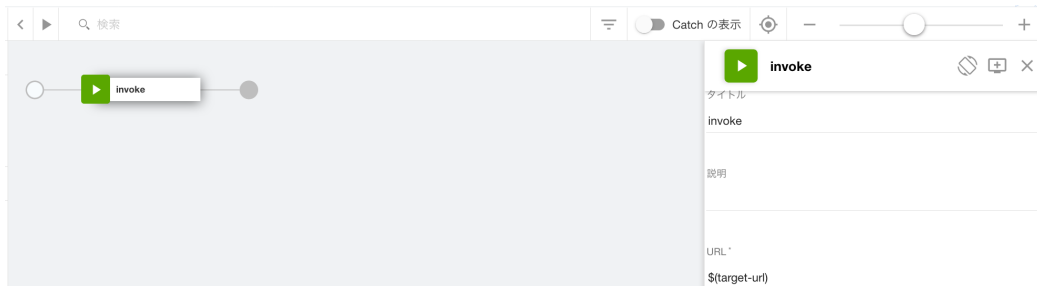 検索
Catch の表示
invoke
invoke
タイトル
invoke
説明
URL*
$(target-url)